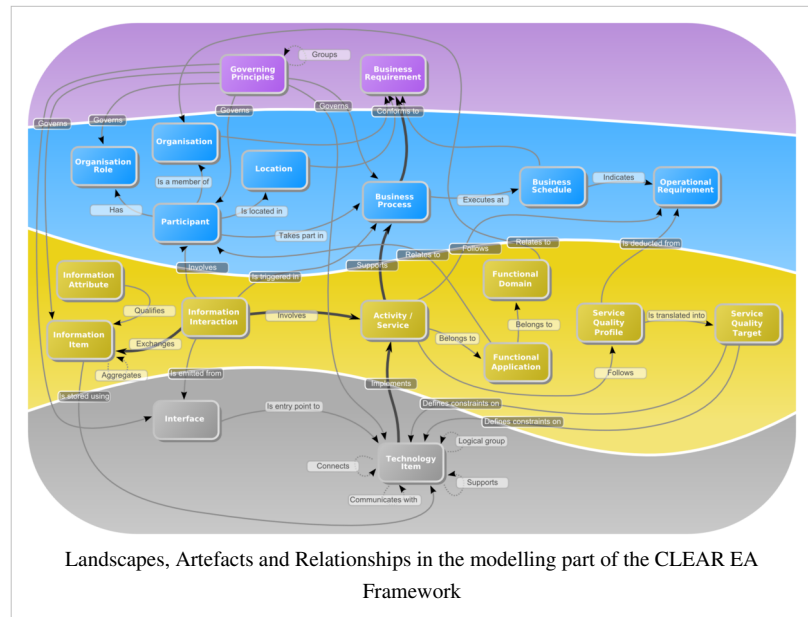 Groups
Governing
Principles
Business
Requirement
Governs
Governs
Governs
Governs
Conforms to
Organisation
Organisation
Role
Location
Is a member of
Business
Process
Business
Schedule
Operational
Requirement
Indicates
Executes at
Has
Participant
Is located in
Takes part in
Is deducted from
Relates to
Follows
Relates to
Supports
Involves
Is triggered in
Information
Attribute
Functional
Domain
Qualifies
Information
Item
Information
Interaction
Involves
Activity /
Service
Belongs to
Belongs to
Service
Quality
Profile
Is translated into
Service
Quality
Target
Exchanges
Aggregates
Functional
Application
Follows
Is emitted from
Implements
Is stored using
Defines constraints on
Defines constraints on
Interface
Is entry point to
Logical group
Technology
Item
Connects
Communicates with
Supports
Landscapes, Artefacts and Relationships in the modelling part of the CLEAR EA
Framework